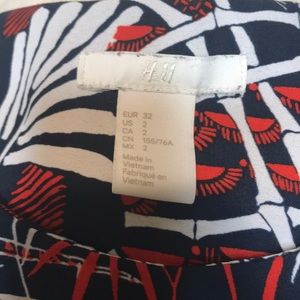 H&M
EUR 32
US 2
CA 2
CN 155/76A
MX 2
Made in
Vietnam
Fabriqué en
Vietnam